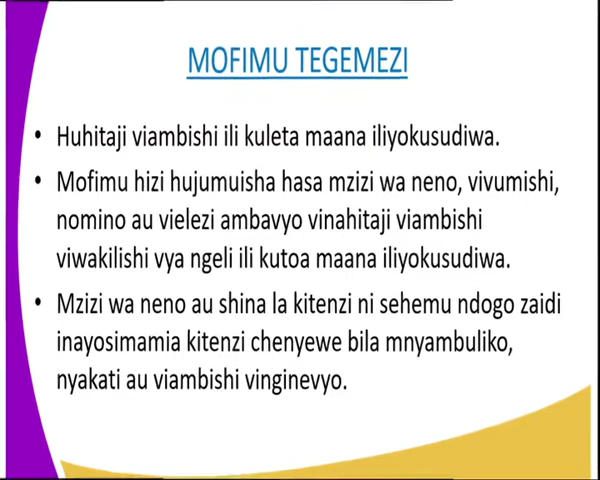 MOFIMU TEGEMEZI
• Huhitaji viambishi ili kuleta maana iliyokusudiwa.
• Mofimu hizi hujumuisha hasa mzizi wa neno, vivumishi,
nomino au vielezi ambavyo vinahitaji viambishi
viwakilishi vya ngeli ili kutoa maana iliyokusudiwa.
• Mzizi wa neno au shina la kitenzi ni sehemu ndogo zaidi
inayosimamia kitenzi chenyewe bila mnyambuliko,
nyakati au viambishi vinginevyo.